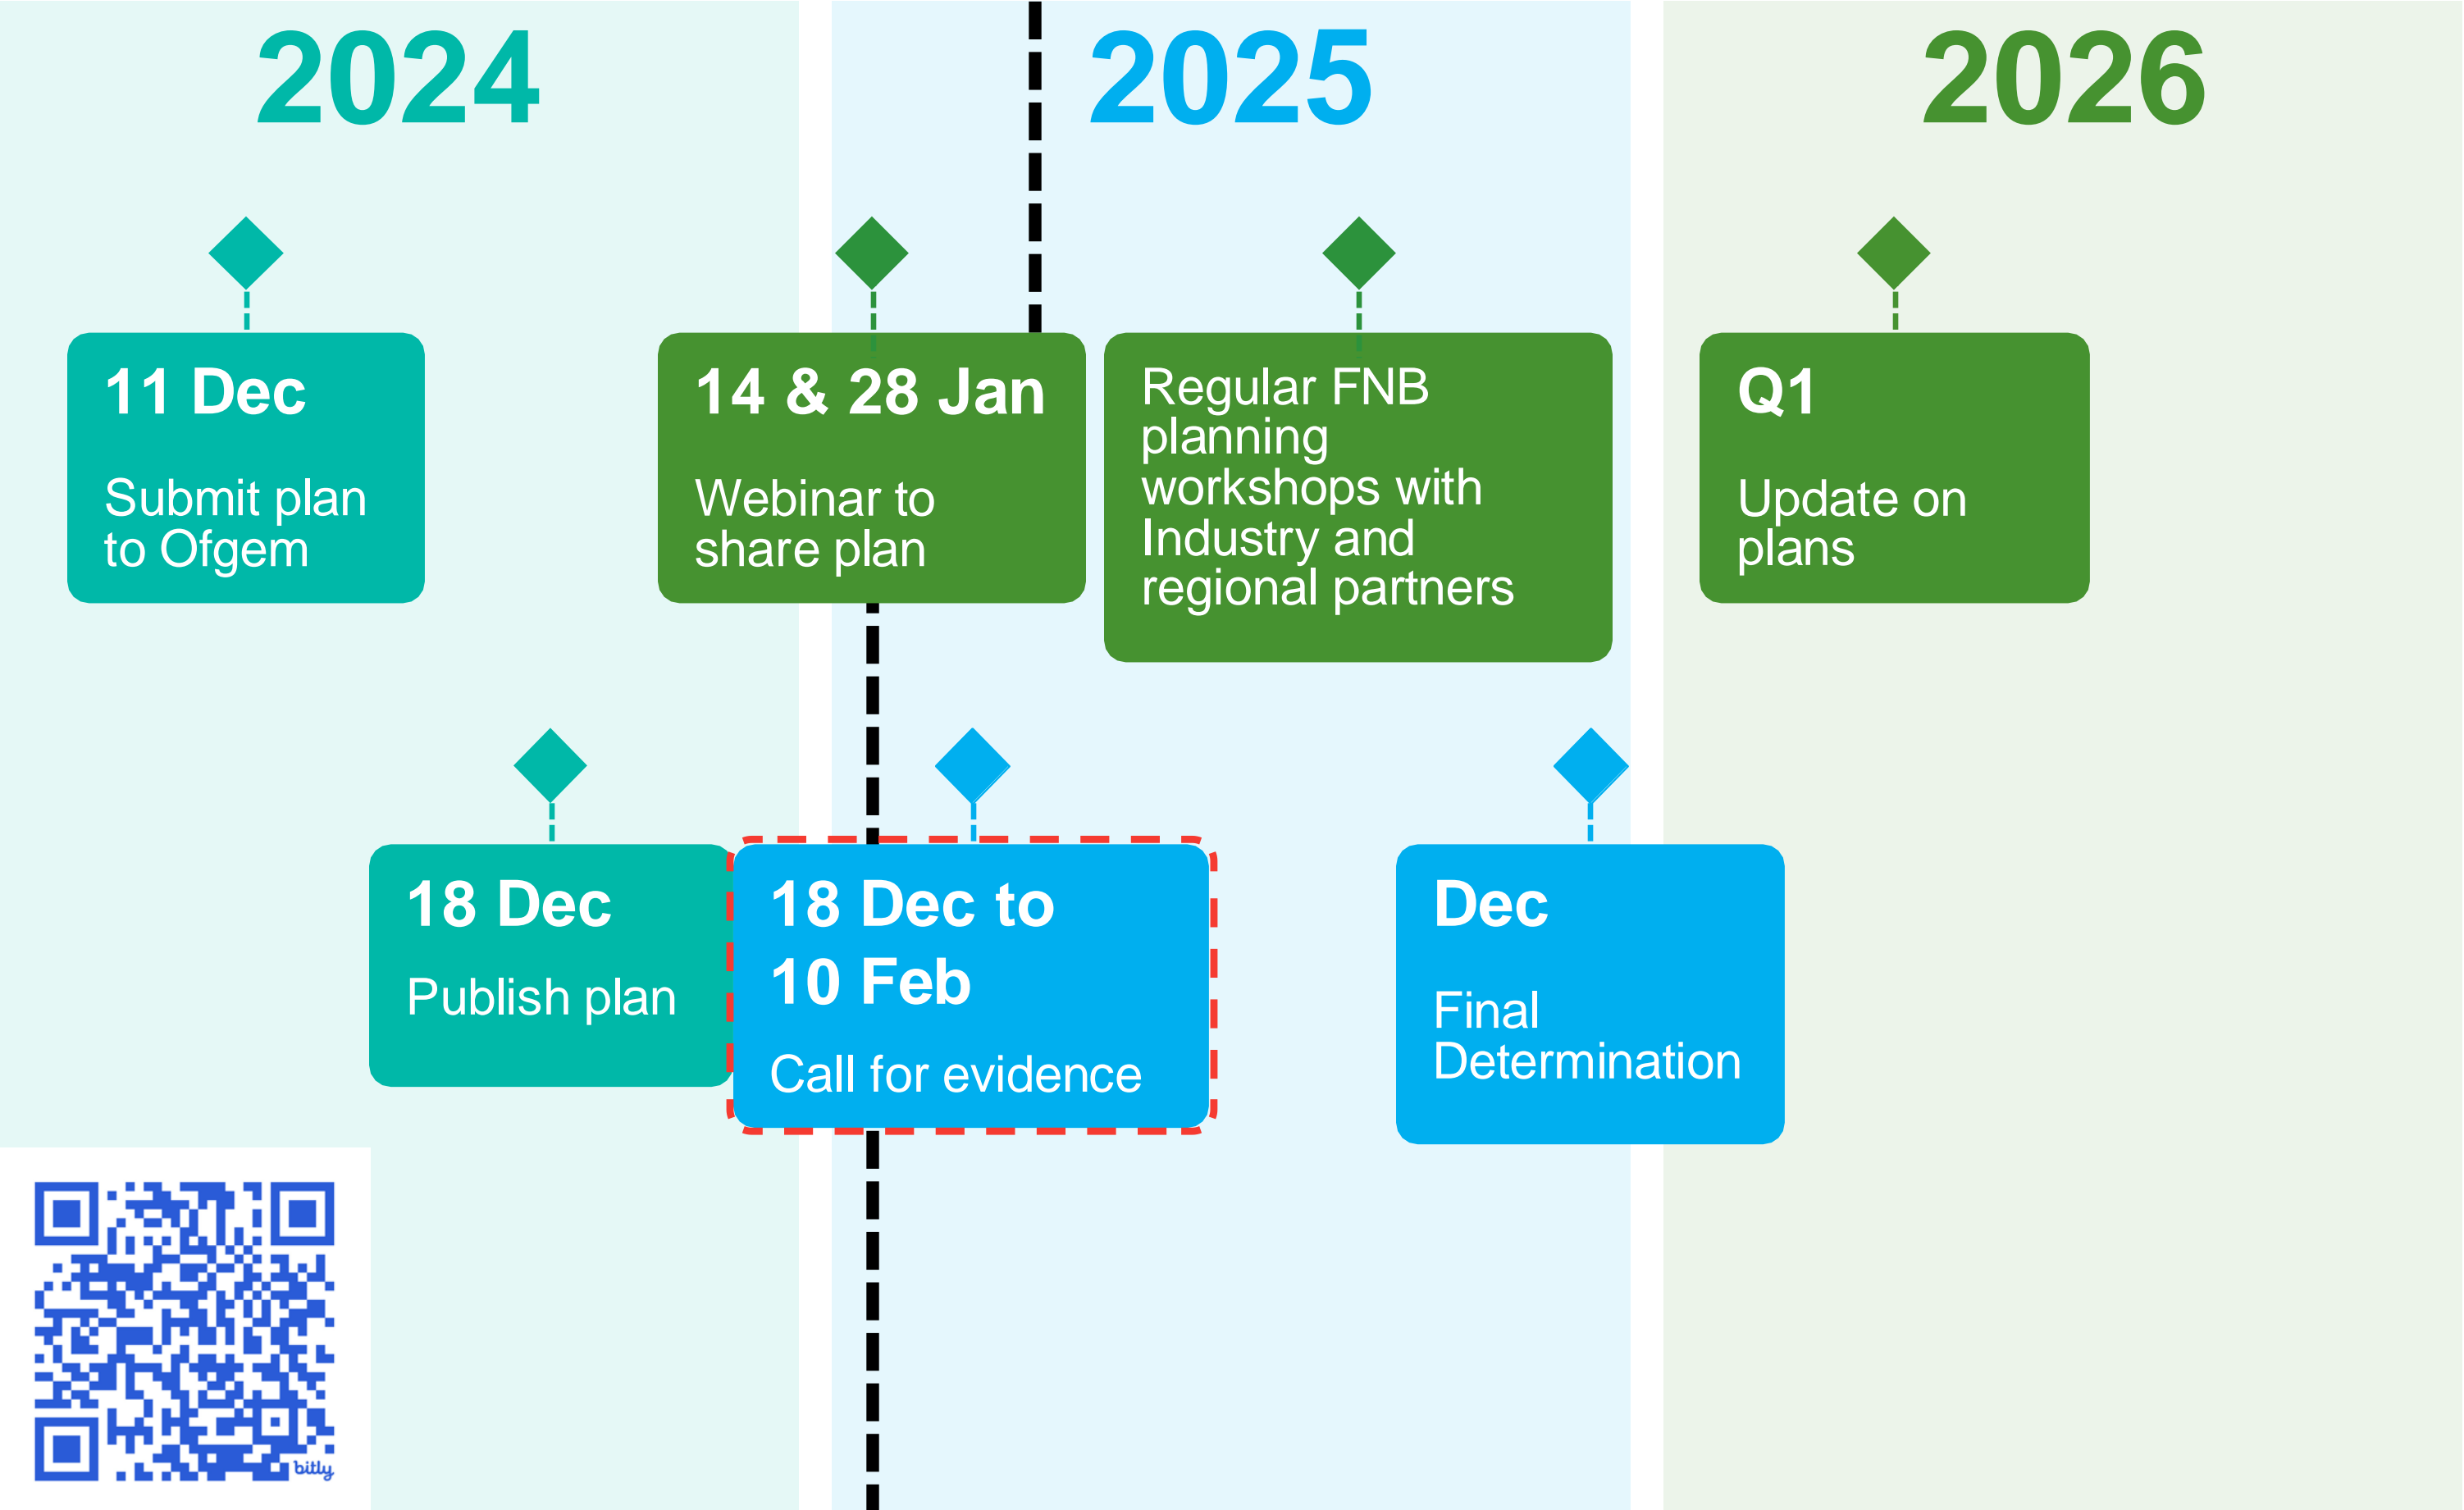 2024
2025
2026
11 Dec
Submit plan
to Ofgem
14 & 28 Jan
Webinar to
share plan
Regular FNB
planning
workshops with
Industry and
regional partners
Q1
Update on
plans
18 Dec
Publish plan
18 Dec to
10 Feb
Call for evidence
Dec
Final
Determination
bitly